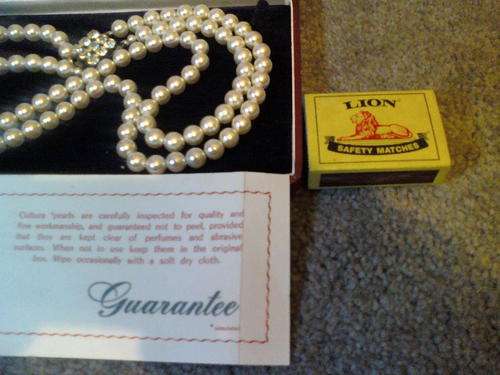 LION
SAFETY MATCHES
Cultura *pearls are carefully inspected for quality and
fine workmanship, and guaranteed not to peel, provided
that they are kept clear of perfumes and abrasive
surfaces. When not to use keep them in the original
box. Wipe occasionally with a soft dry cloth.
Guarantee